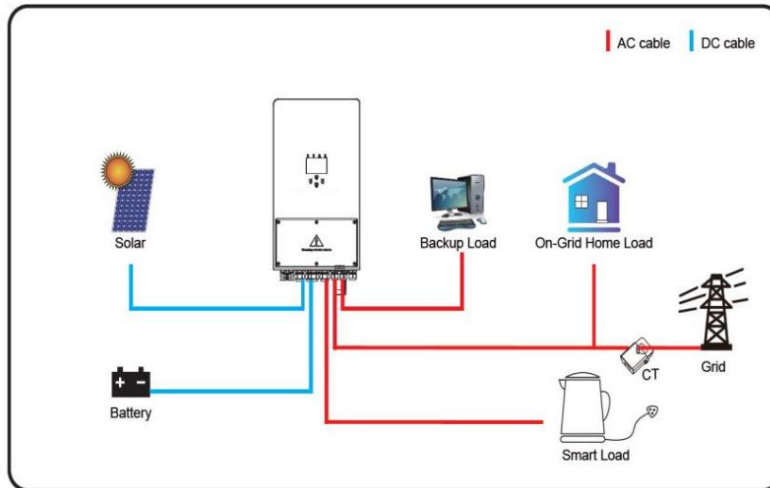 AC cable
DC cable
Solar
Backup Load
On-Grid Home Load
Battery
CT
Grid
Smart Load